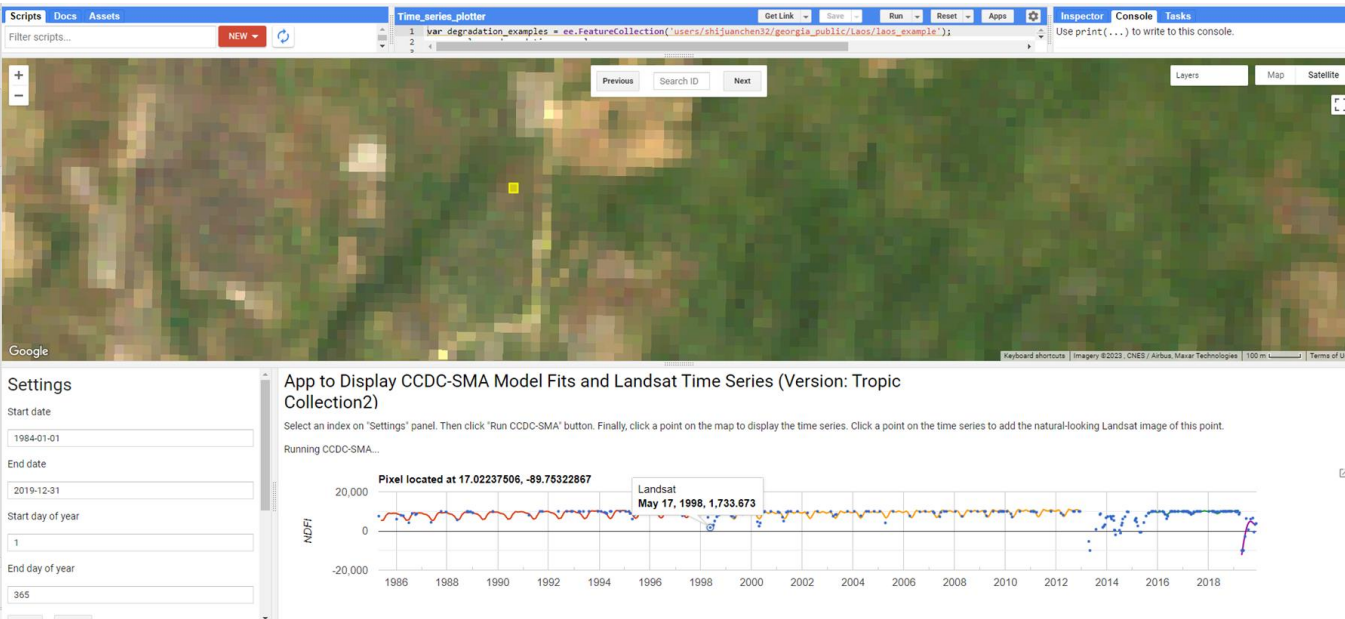 Scripts Docs Assets
Filter scripts...
NEW
Time_series_plotter
Get Link
Save
Run
Reset
Apps
1 var degradation_examples = ee.FeatureCollection('users/shijuanchen32/georgia_public/Laos/laos_example');
2
Inspector Console Tasks
Use print(...) to write to this console.
+
−
Previous
Search ID
Next
Layers
Map Satellite
Google
Keyboard shortcuts Imagery ©2023 , CNES / Airbus, Maxar Technologies 100 m Terms of U
Settings
Start date
1984-01-01
End date
2019-12-31
Start day of year
1
End day of year
365
App to Display CCDC-SMA Model Fits and Landsat Time Series (Version: Tropic
Collection2)
Select an index on "Settings" panel. Then click "Run CCDC-SMA" button. Finally, click a point on the map to display the time series. Click a point on the time series to add the natural-looking Landsat image of this point.
Running CCDC-SMA...
Pixel located at 17.02237506, -89.75322867
Landsat
May 17, 1998, 1,733.673
NDFI
20,000
0
-20,000
1986 1988 1990 1992 1994 1996 1998 2000 2002 2004 2006 2008 2010 2012 2014 2016 2018